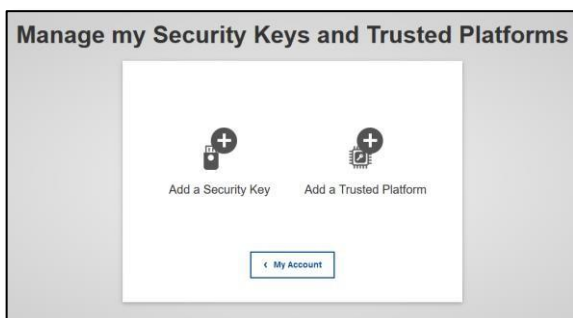 Manage my Security Keys and Trusted Platforms
Add a Security Key
Add a Trusted Platform
‹ My Account